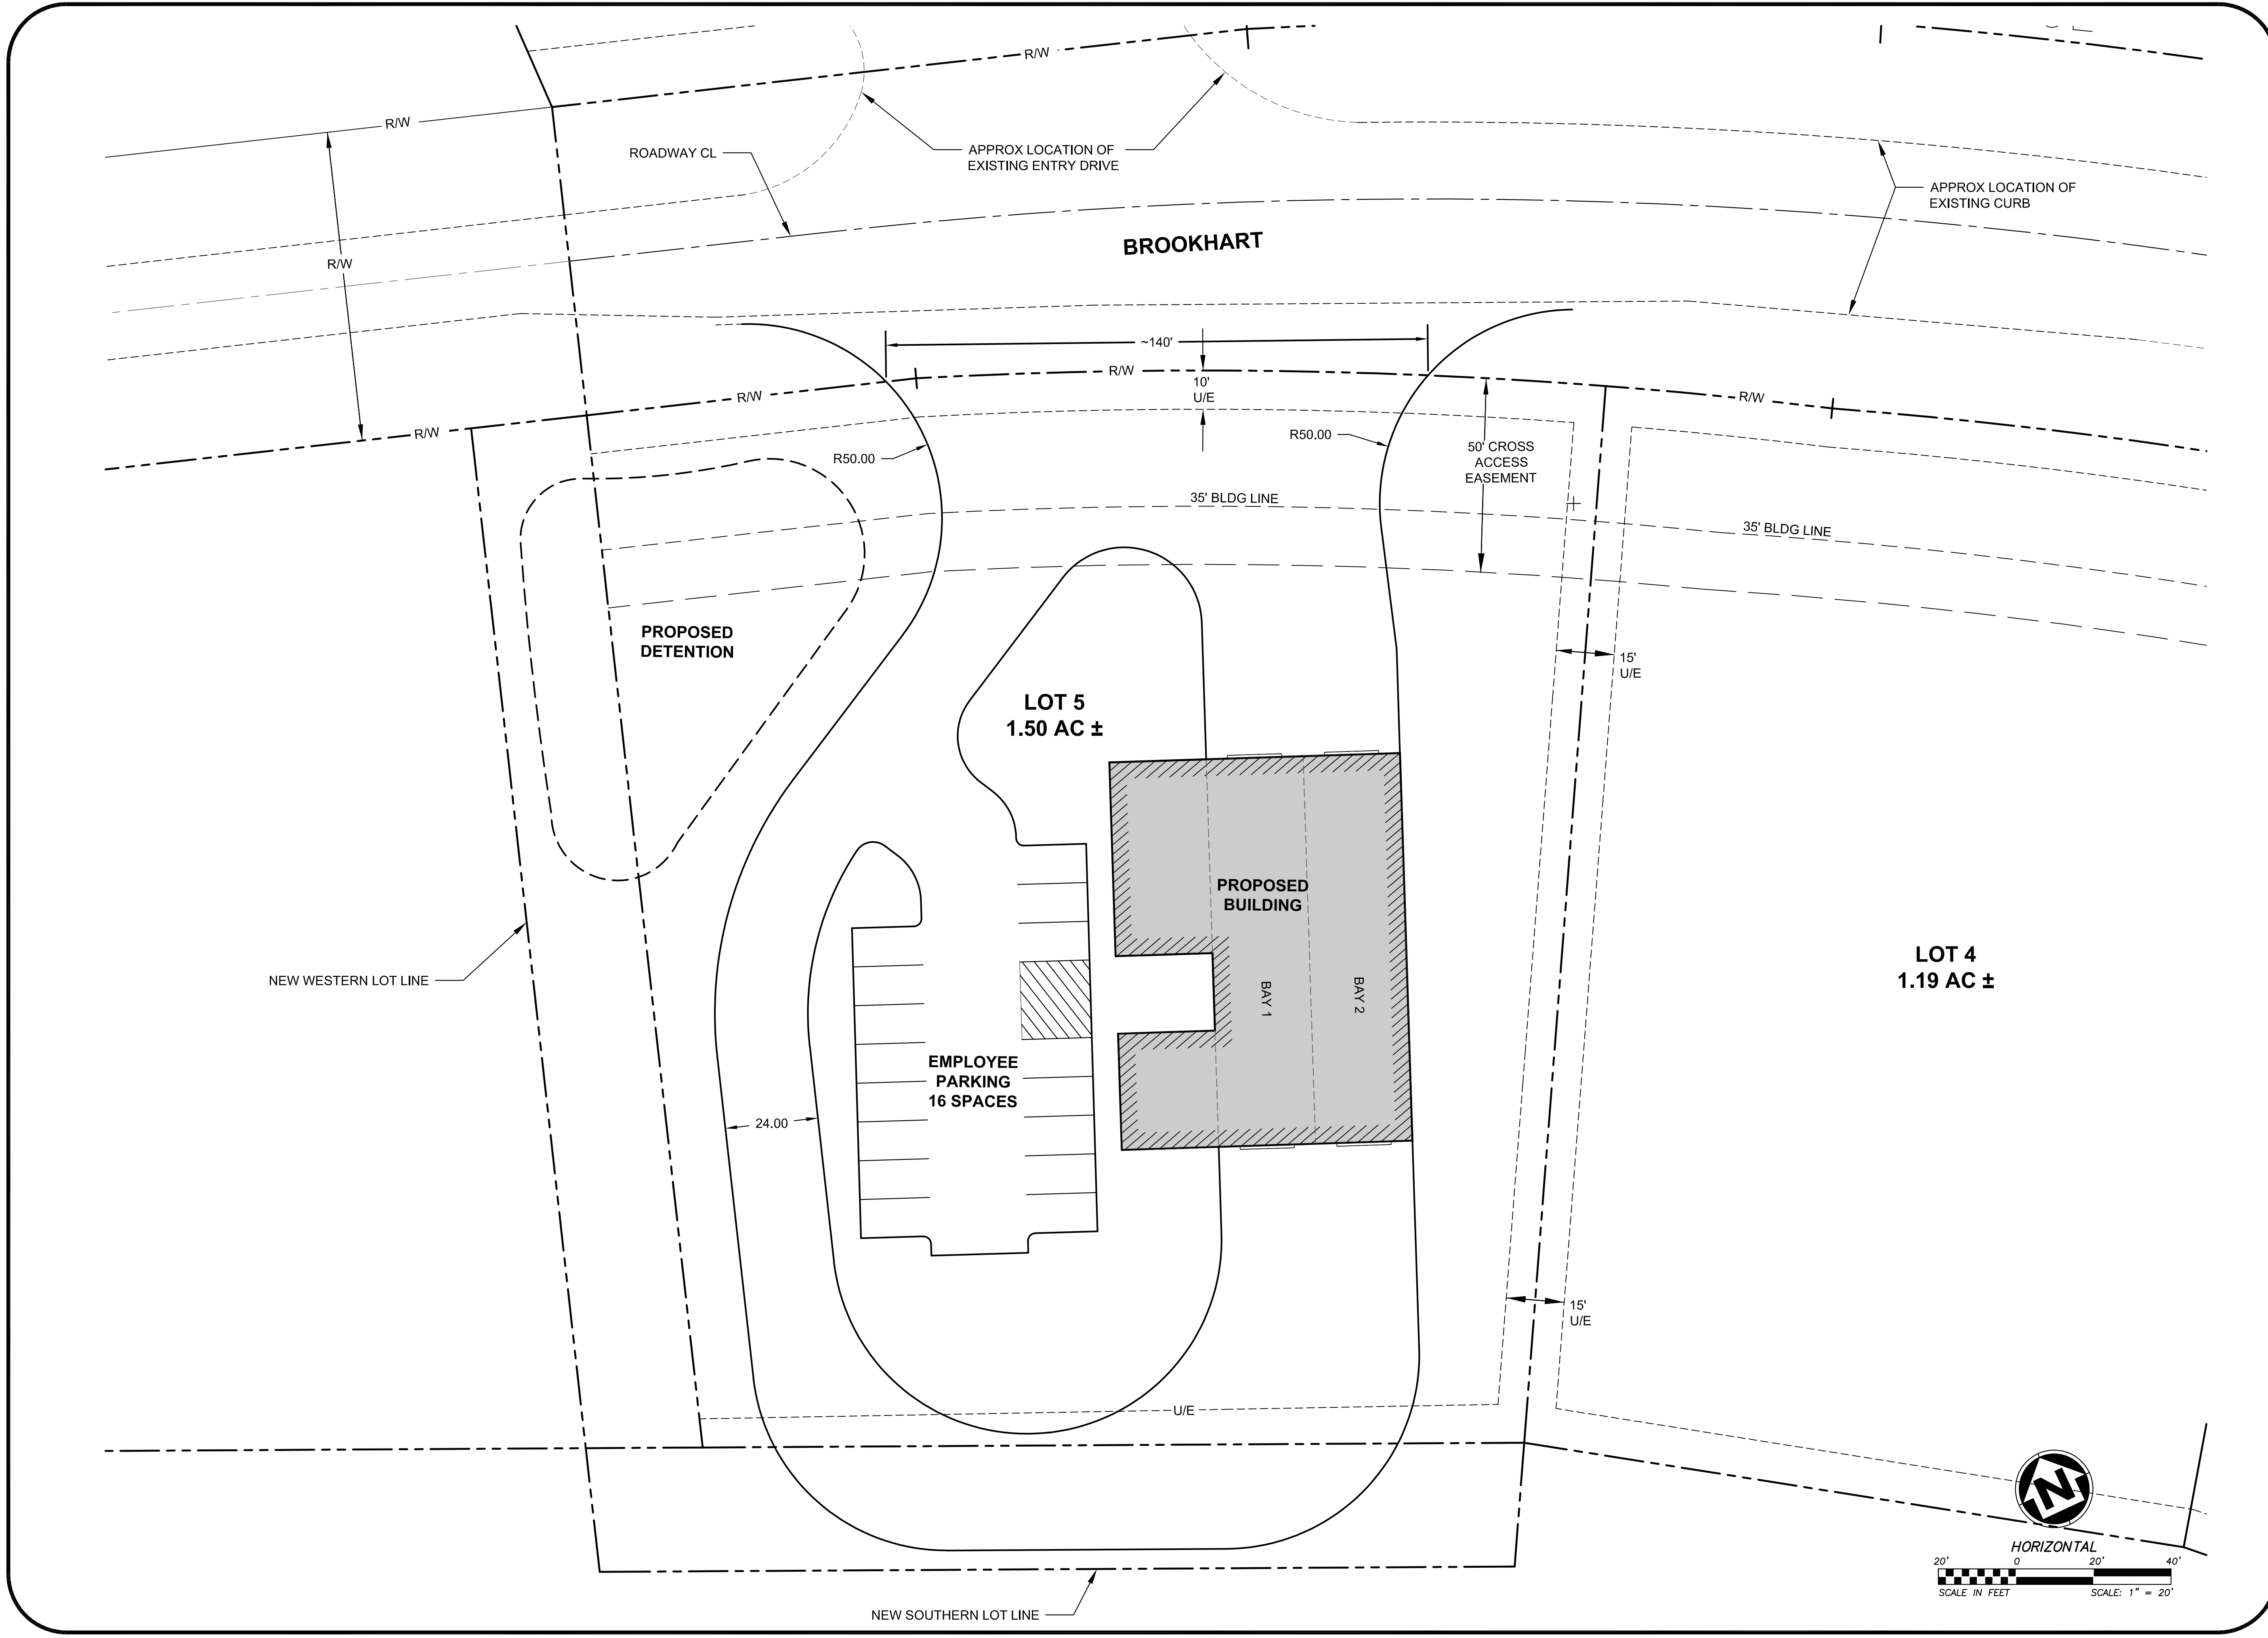 R/W
R/W
ROADWAY CL
APPROX LOCATION OF
EXISTING ENTRY DRIVE
APPROX LOCATION OF
EXISTING CURB
BROOKHART
R/W
~140'
R/W
10'
U/E
R/W
R/W
R/W
R50.00
R50.00
50' CROSS
ACCESS
EASEMENT
35' BLDG LINE
35' BLDG LINE
PROPOSED
DETENTION
15'
U/E
LOT 5
1.50 AC ±
PROPOSED
BUILDING
BAY 1
BAY 2
LOT 4
1.19 AC ±
NEW WESTERN LOT LINE
EMPLOYEE
PARKING
16 SPACES
24.00
15'
U/E
U/E
N
HORIZONTAL
20' 0 20' 40'
SCALE IN FEET SCALE: 1" = 20'
NEW SOUTHERN LOT LINE